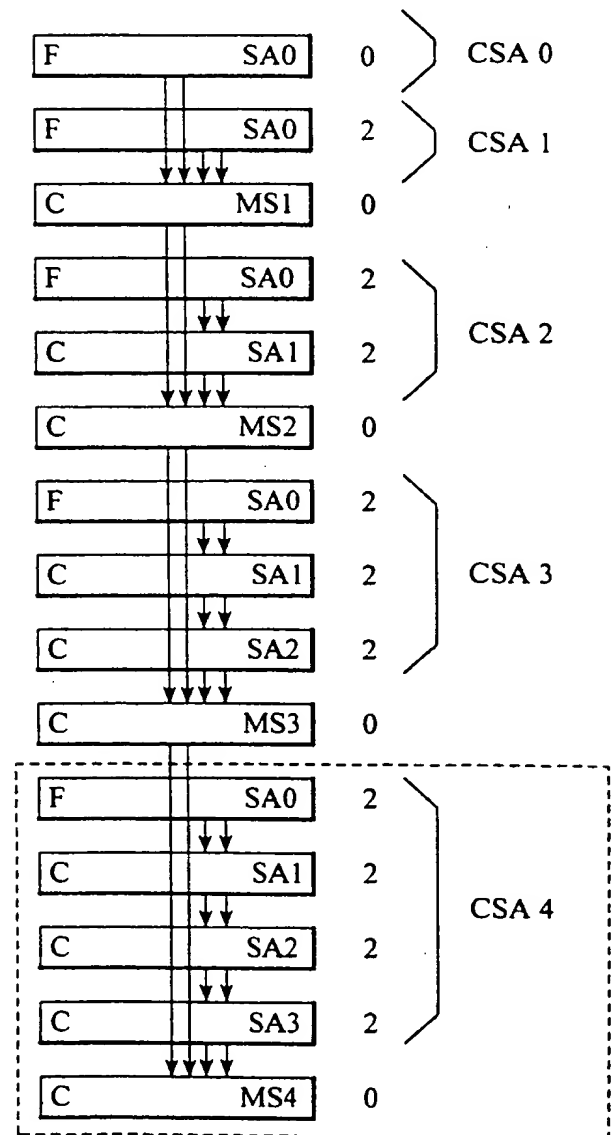 F SA0 0 CSA 0
F SA0 2 CSA 1
C MS1 0
F SA0 2
CSA 2
C SA1 2
C MS2 0
F SA0 2
C SA1 2 CSA 3
C SA2 2
C MS3 0
F SA0 2
C SA1 2
CSA 4
C SA2 2
C SA3 2
C MS4 0